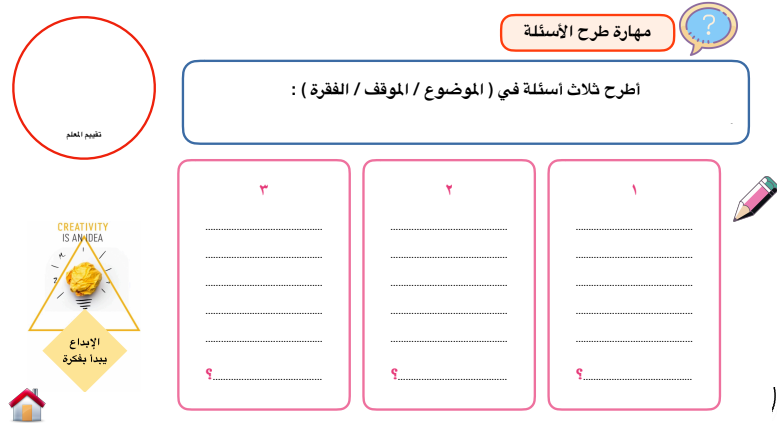 مهارة طرح الأسئلة
?
أطرح ثلاث أسئلة في ( الموضوع / الموقف / الفقرة ) :
تقييم المعلم
١
٢
٣
؟
؟
؟
CREATIVITY
IS AN IDEA
الإبداع
يبدأ بفكرة